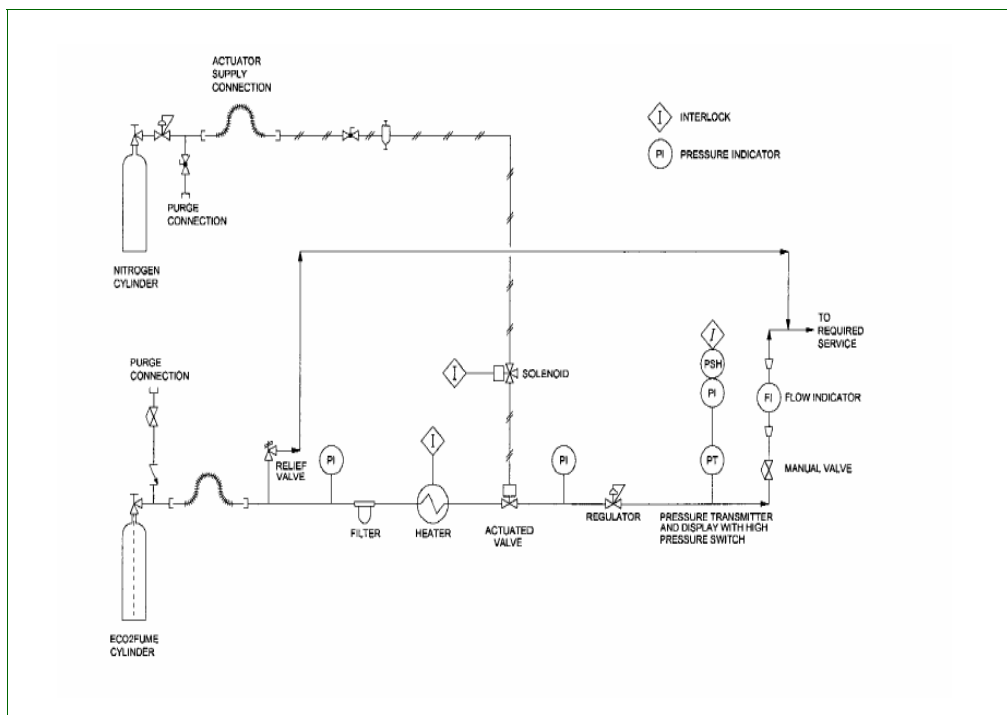 ACTUATOR
SUPPLY
CONNECTION
I
INTERLOCK
PI
PRESSURE INDICATOR
PURGE
CONNECTION
NITROGEN
CYLINDER
TO
REQUIRED
SERVICE
I
PURGE
CONNECTION
I
SOLENOID
PSH
PI
FI
FLOW INDICATOR
I
PI
RELIEF
VALVE
PI
PT
MANUAL VALVE
FILTER
HEATER
ACTUATED
VALVE
REGULATOR
PRESSURE TRANSMITTER
AND DISPLAY WITH HIGH
PRESSURE SWITCH
ECO2FUME
CYLINDER